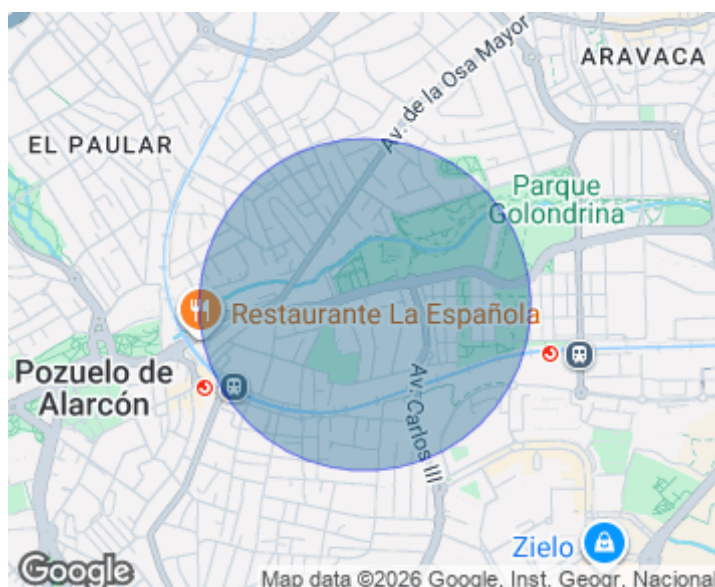 ARAVACA
Av. de la Osa Mayor
EL PAULAR
Parque
Golondrina
Restaurante La Española
Pozuelo de
Alarcón
Av. Carlos III
Zielo
Google
Map data ©2026 Google, Inst. Geogr. Nacional